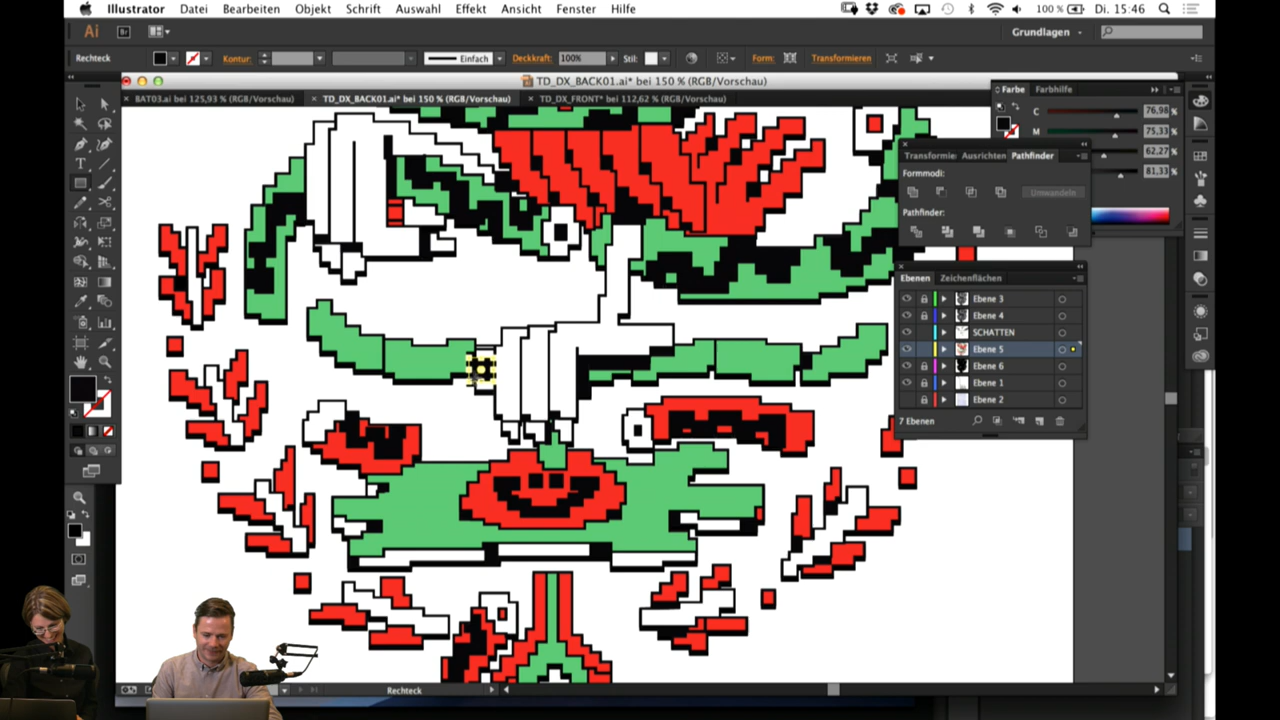 Illustrator Datei Bearbeiten Objekt Schrift Auswahl Effekt Ansicht Fenster Hilfe 100 % Di. 15:46
Ai Br Grundlagen
Rechteck Kontur: Einfach Deckkraft: 100% Stil: Form: Transformieren
TD_DX_BACK01.ai* bei 150 % (RGB/Vorschau)
BAT03.ai bei 125,93 % (RGB/Vorschau) TD_DX_BACK01.ai* bei 150 % (RGB/Vorschau) TD_DX_FRONT* bei 112,62 % (RGB/Vorschau)
Farbe Farbhilfe
C 76,98
M 75,33
62,27
81,33
Transformie Ausrichten Pathfinder
Formmodi:
Umwandeln
Pathfinder:
Ebenen Zeichenflächen
Ebene 3
Ebene 4
SCHATTEN
Ebene 5
Ebene 6
Ebene 1
Ebene 2
7 Ebenen
Rechteck